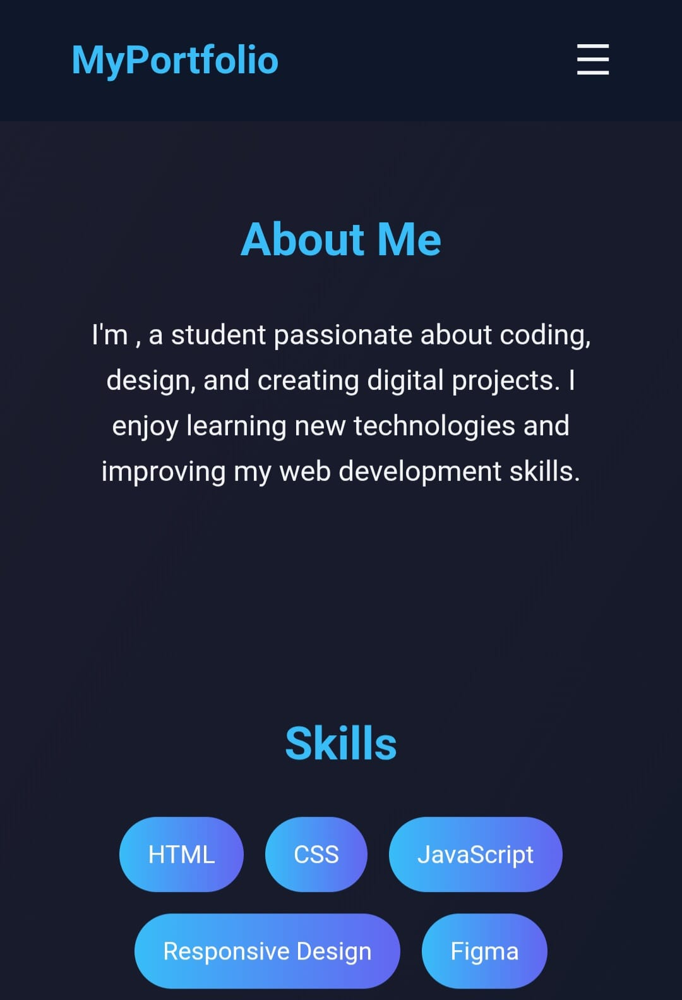 MyPortfolio
About Me
I'm , a student passionate about coding,
design, and creating digital projects. I
enjoy learning new technologies and
improving my web development skills.
Skills
HTML CSS JavaScript
Responsive Design Figma